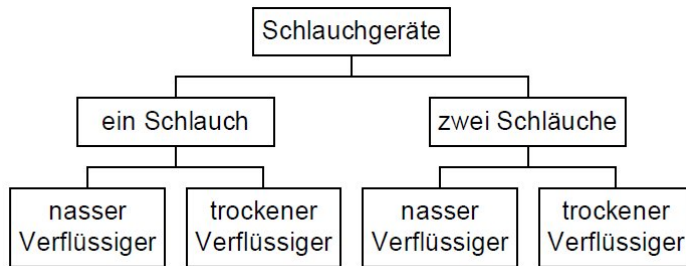 Schlauchgeräte
ein Schlauch
zwei Schläuche
nasser
Verflüssiger
trockener
Verflüssiger
nasser
Verflüssiger
trockener
Verflüssiger